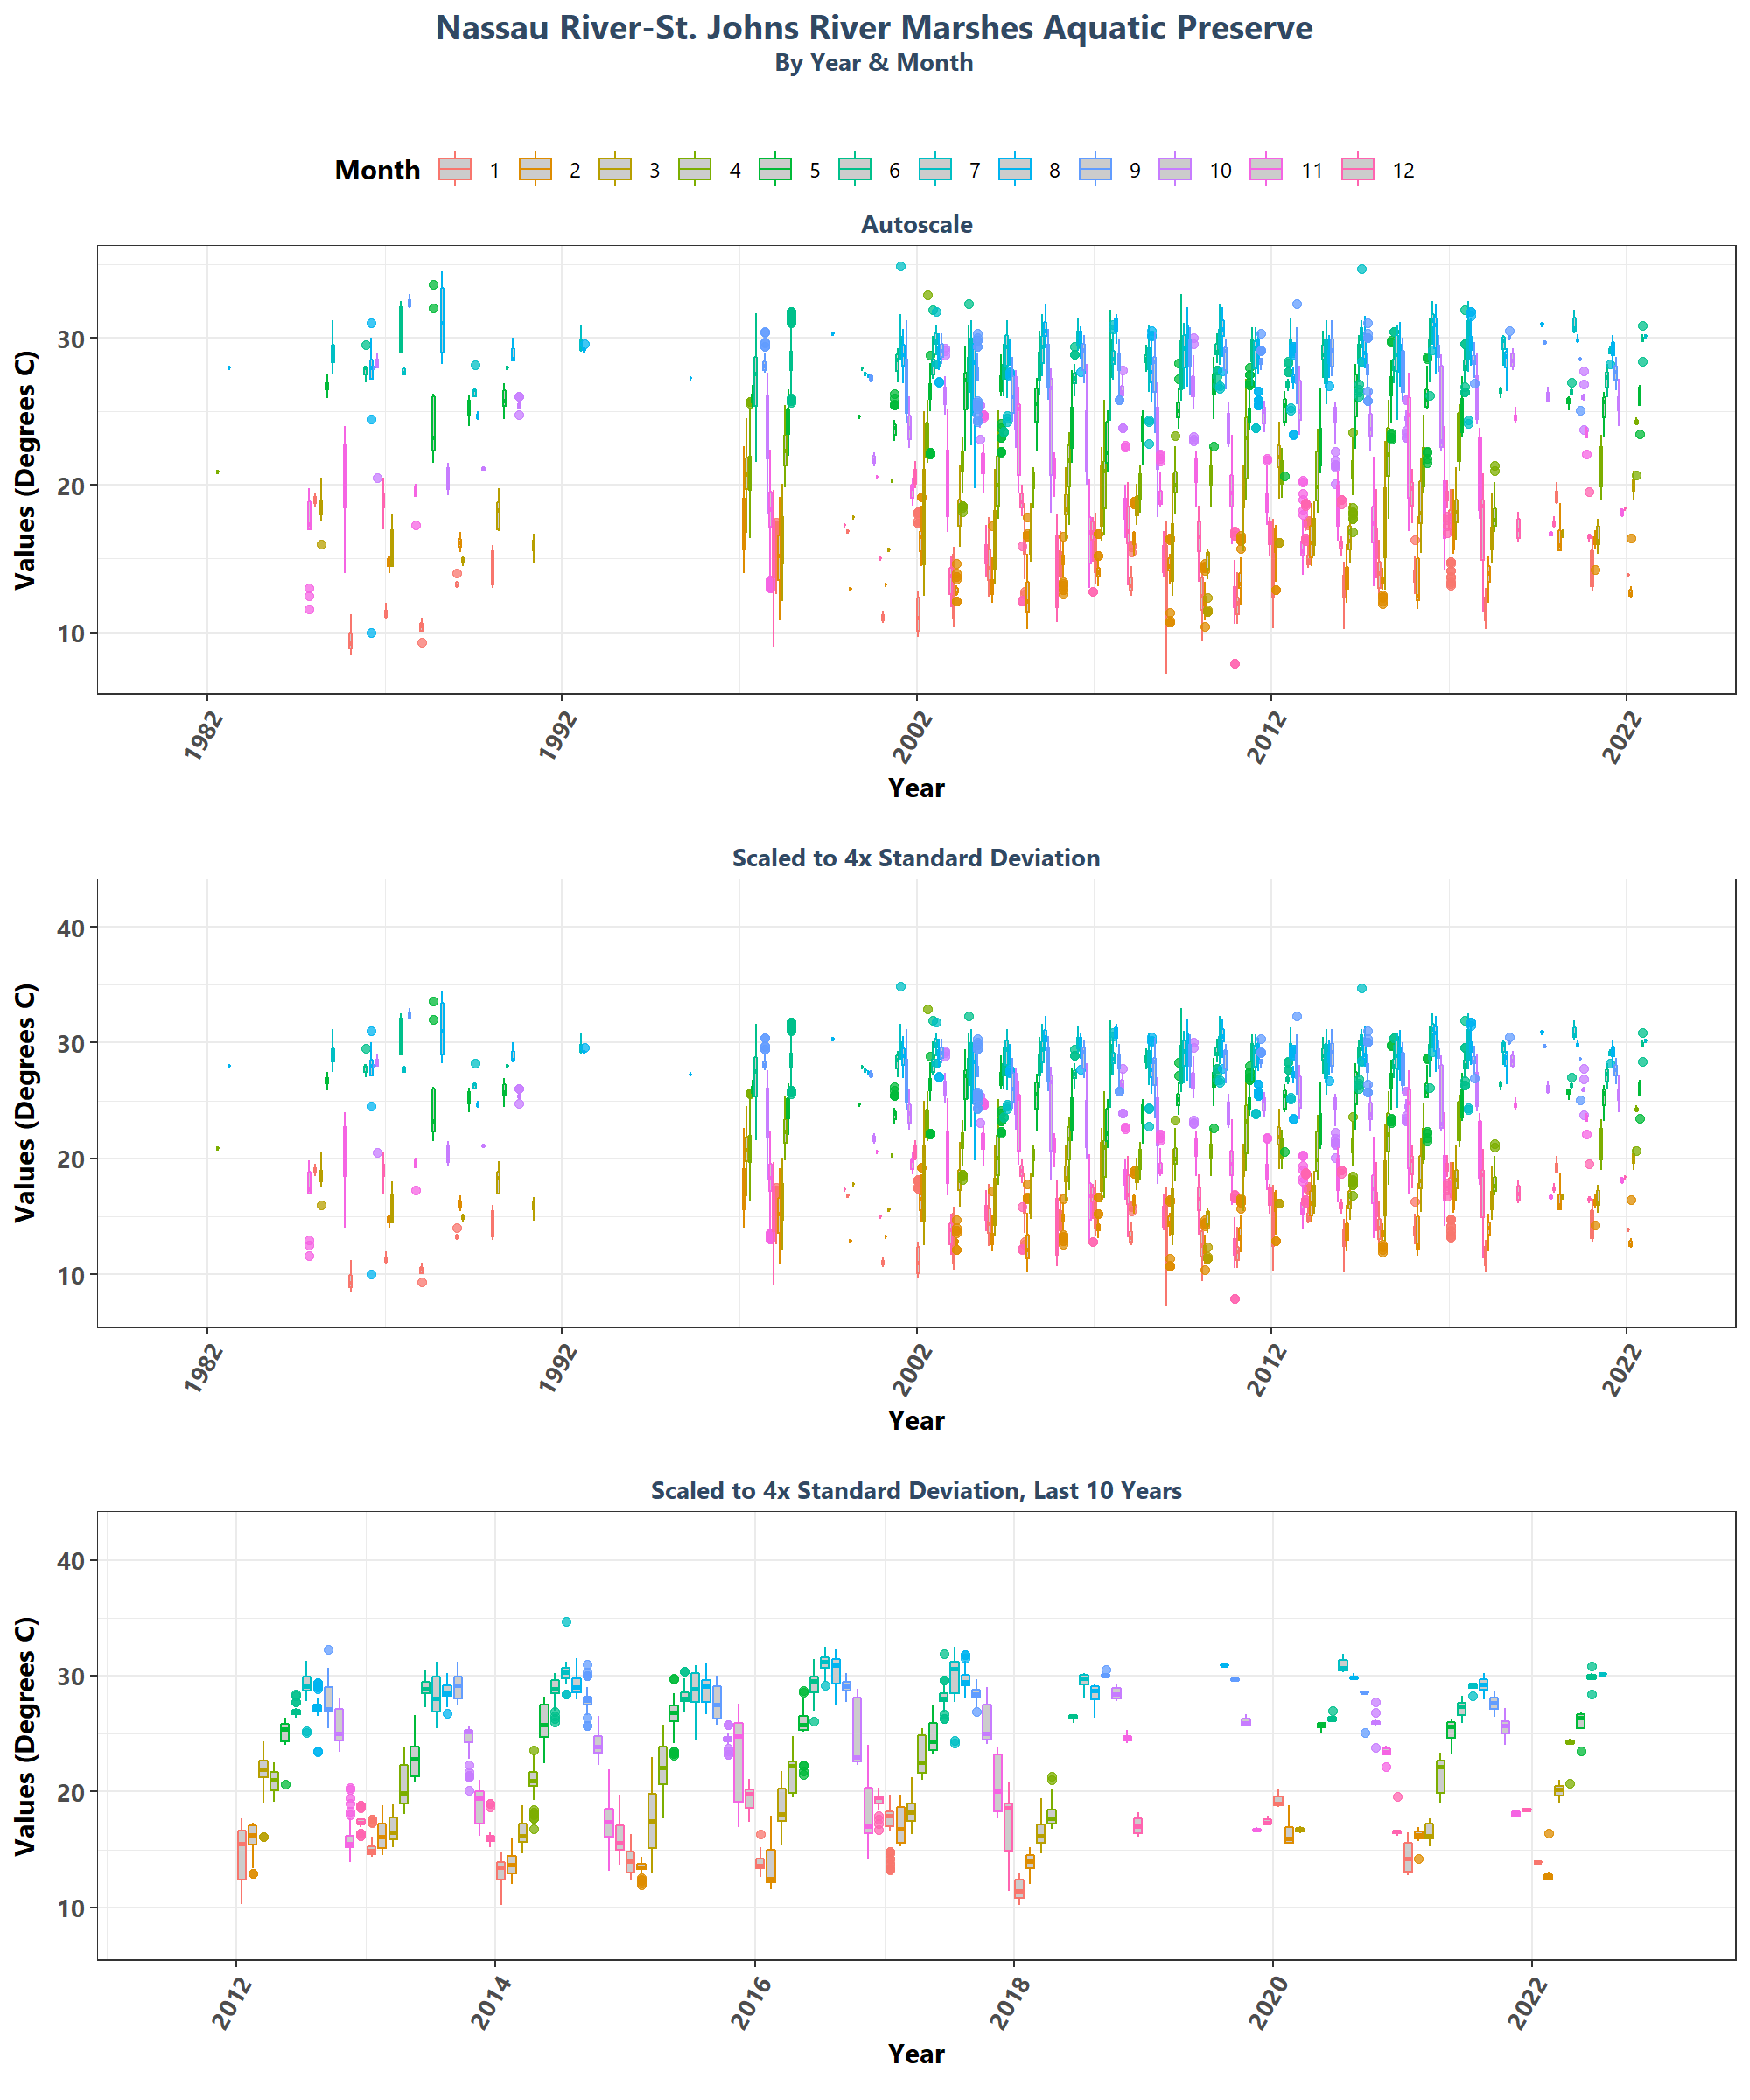 Nassau River-St. Johns River Marshes Aquatic Preserve
By Year & Month
Month 1 2 3 4 5 6 7 8 9 10 11 12
Autoscale
Values (Degrees C)
30
20
10
1982 1992 2002 2012 2022
Year
Scaled to 4x Standard Deviation
Values (Degrees C)
40
30
20
10
1982 1992 2002 2012 2022
Year
Scaled to 4x Standard Deviation, Last 10 Years
Values (Degrees C)
40
30
20
10
2012 2014 2016 2018 2020 2022
Year